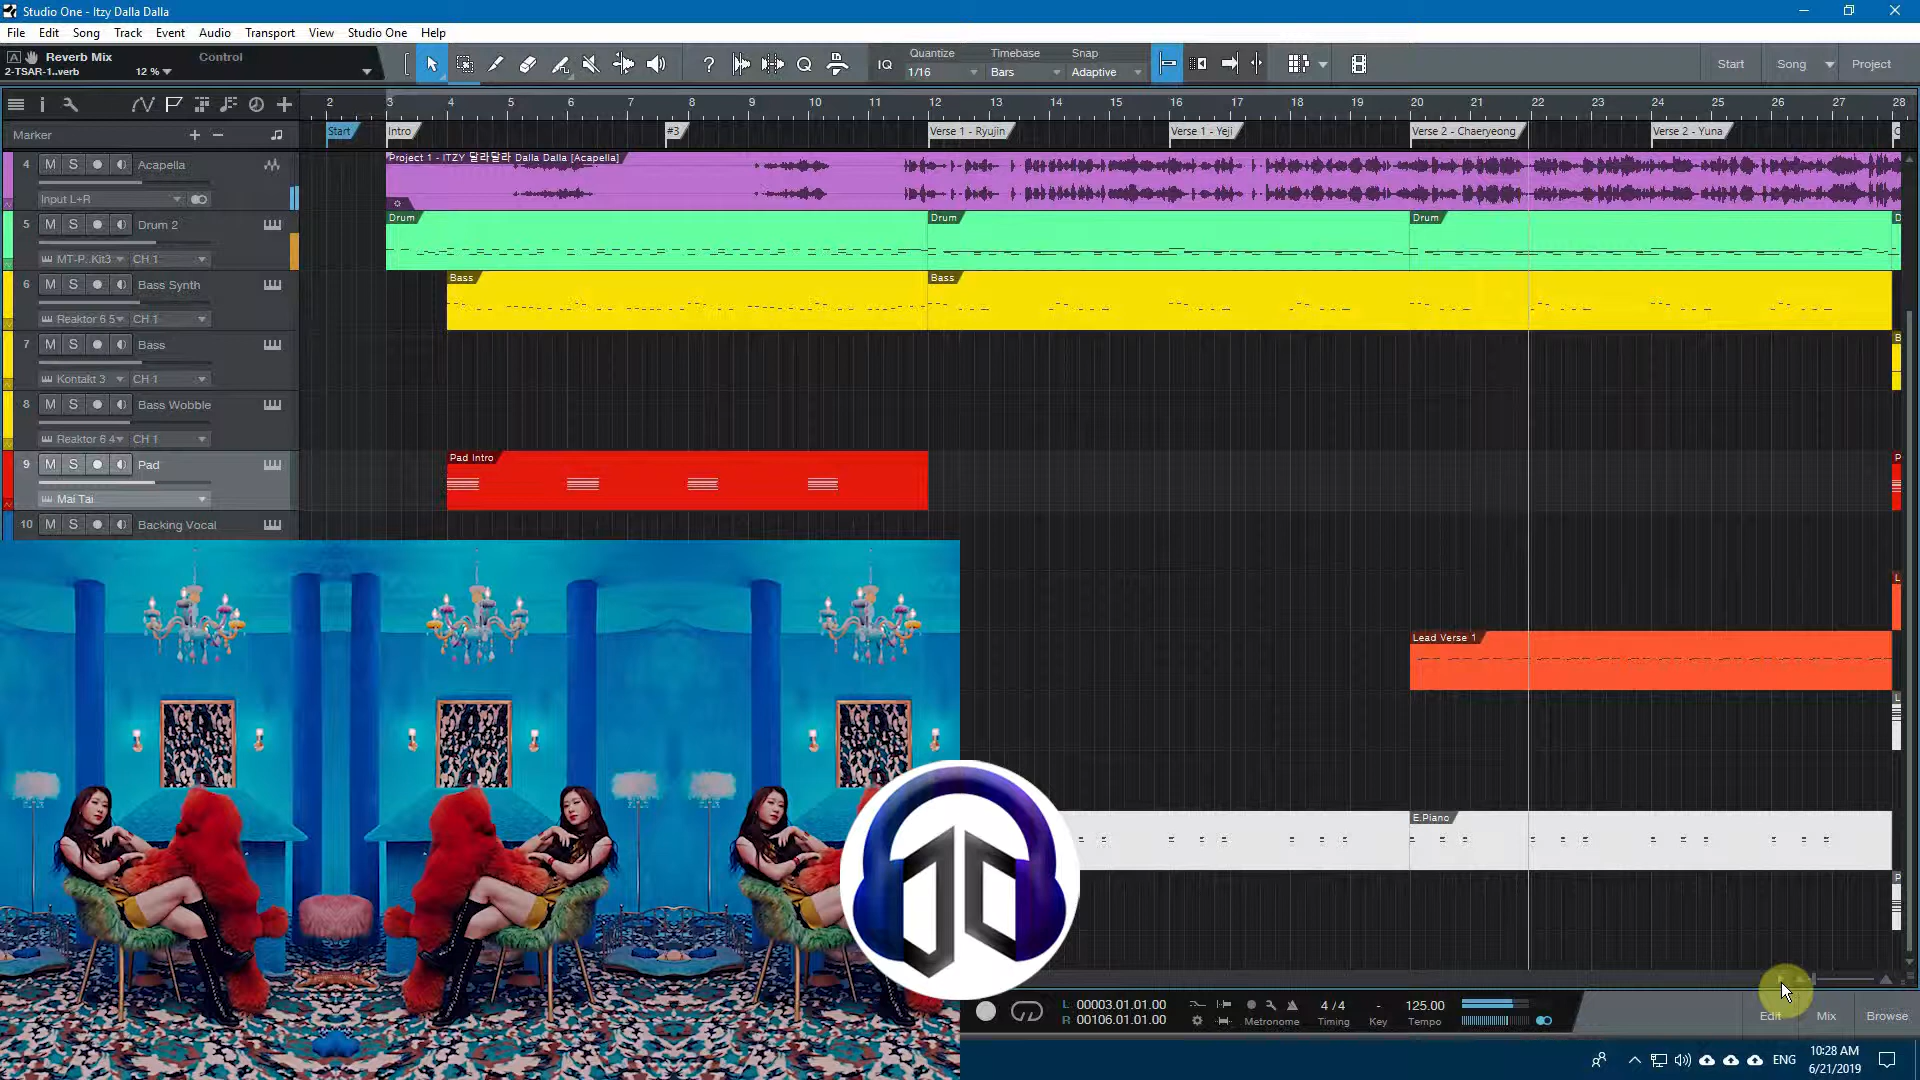 Studio One - Itzy Dalla Dalla
File Edit Song Track Event Audio Transport View Studio One Help
A Reverb Mix Control
2-TSAR-1..verb 12 %
IQ Quantize Timebase Snap
1/16 Bars Adaptive
Start Song Project
2 3 4 5 6 7 8 9 10 11 12 13 14 15 16 17 18 19 20 21 22 23 24 25 26 27 28
Marker
Start Intro #3 Verse 1 - Ryujin Verse 1 - Yeji Verse 2 - Chaeryeong Verse 2 - Yuna
4 M S Acapella
Project 1 - ITZY 달라달라 Dalla Dalla [Acapella]
Input L+R
5 M S Drum 2
Drum Drum Drum D
MT-P..Kit3 CH 1
6 M S Bass Synth
Bass Bass
Reaktor 6 5 CH 1
7 M S Bass
B
Kontakt 3 CH 1
8 M S Bass Wobble
Reaktor 6 4 CH 1
9 M S Pad
Pad Intro P
Mai Tai
10 M S Backing Vocal
L
Lead Verse 1
L
E.Piano
P
L 00003.01.01.00
R 00106.01.01.00
Metronome
4 / 4 - 125.00
Timing Key Tempo
Edit Mix Browse
ENG 10:28 AM
6/21/2019